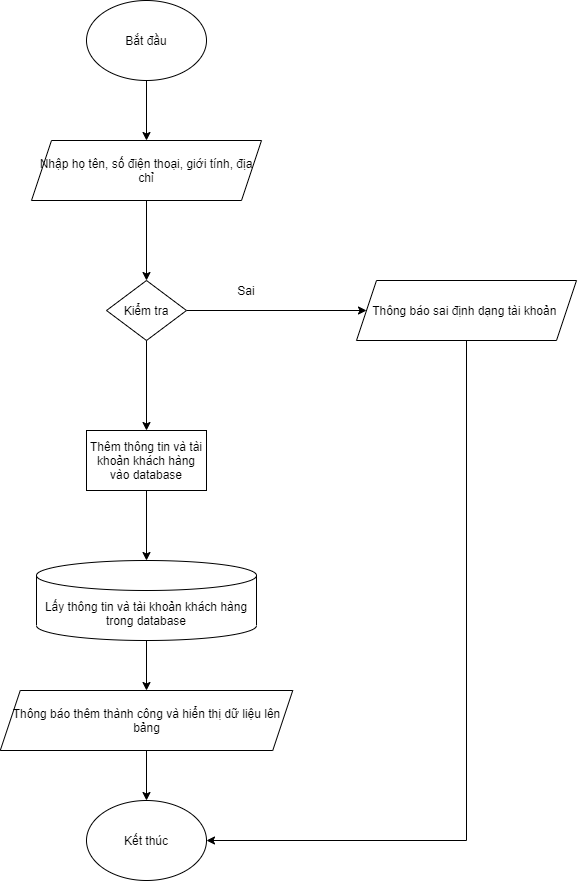 Bắt đầu
Nhập họ tên, số điện thoại, giới tính, địa
chỉ
Sai
Kiểm tra
Thông báo sai định dạng tài khoản
Thêm thông tin và tài
khoản khách hàng
vào database
Lấy thông tin và tài khoản khách hàng
trong database
Thông báo thêm thành công và hiển thị dữ liệu lên
bảng
Kết thúc